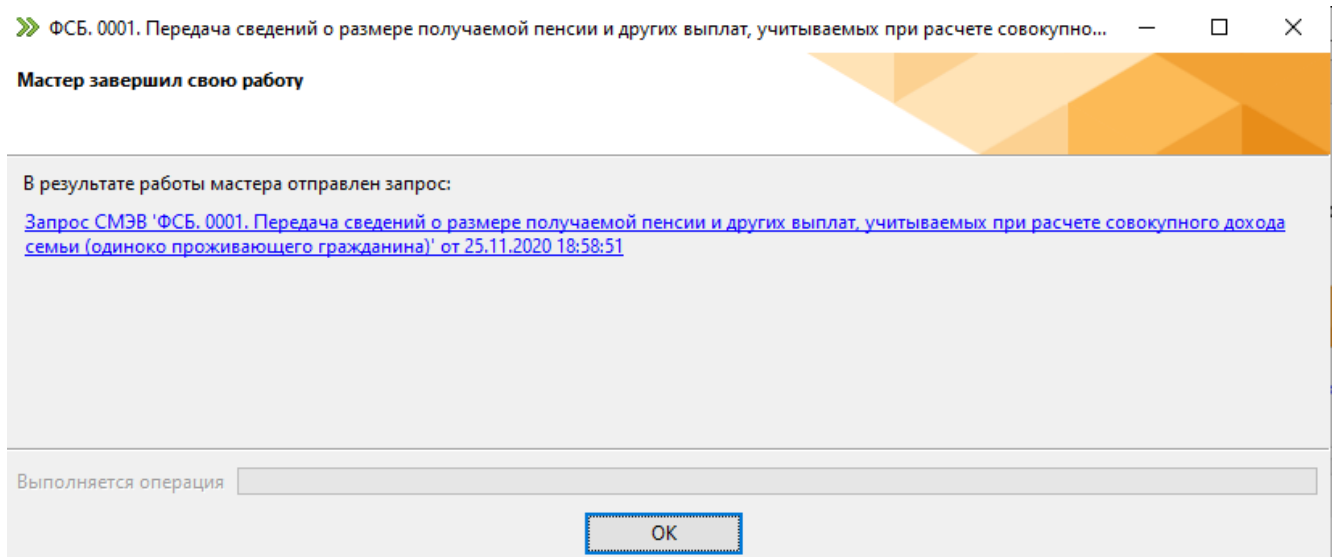 ФСБ. 0001. Передача сведений о размере получаемой пенсии и других выплат, учитываемых при расчете совокупно...
Мастер завершил свою работу
В результате работы мастера отправлен запрос:
Запрос СМЭВ 'ФСБ. 0001. Передача сведений о размере получаемой пенсии и других выплат, учитываемых при расчете совокупного дохода
семьи (одиноко проживающего гражданина)' от 25.11.2020 18:58:51
Выполняется операция
ОК